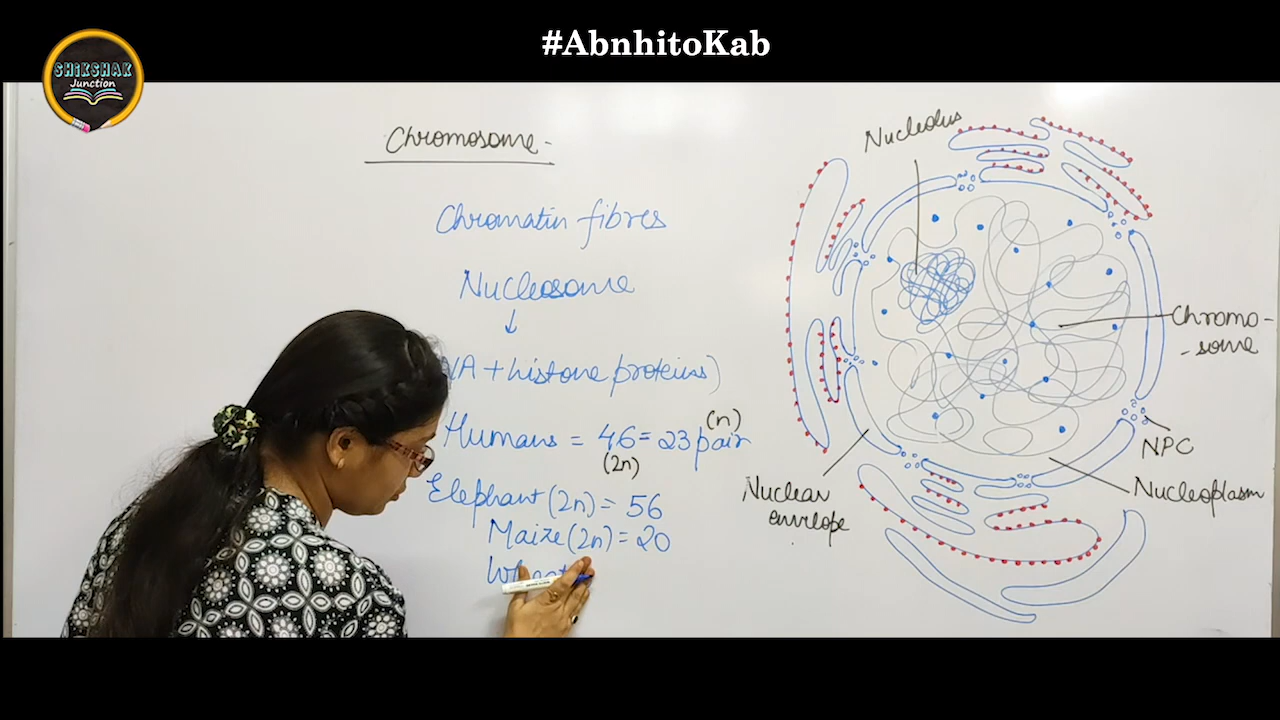 #AbnhitoKab
SHIKSHAK
Junction
Chromosome-
Chromatin fibres
Nucleosome
↓
+ histone proteins)
Humans = 46 = 23 pair
(n)
(2n)
Elephant (2n) = 56
Maize (2n) = 20
Nucleolus
Chromo-
-some
NPC
Nucleoplasm
Nuclear
envelope